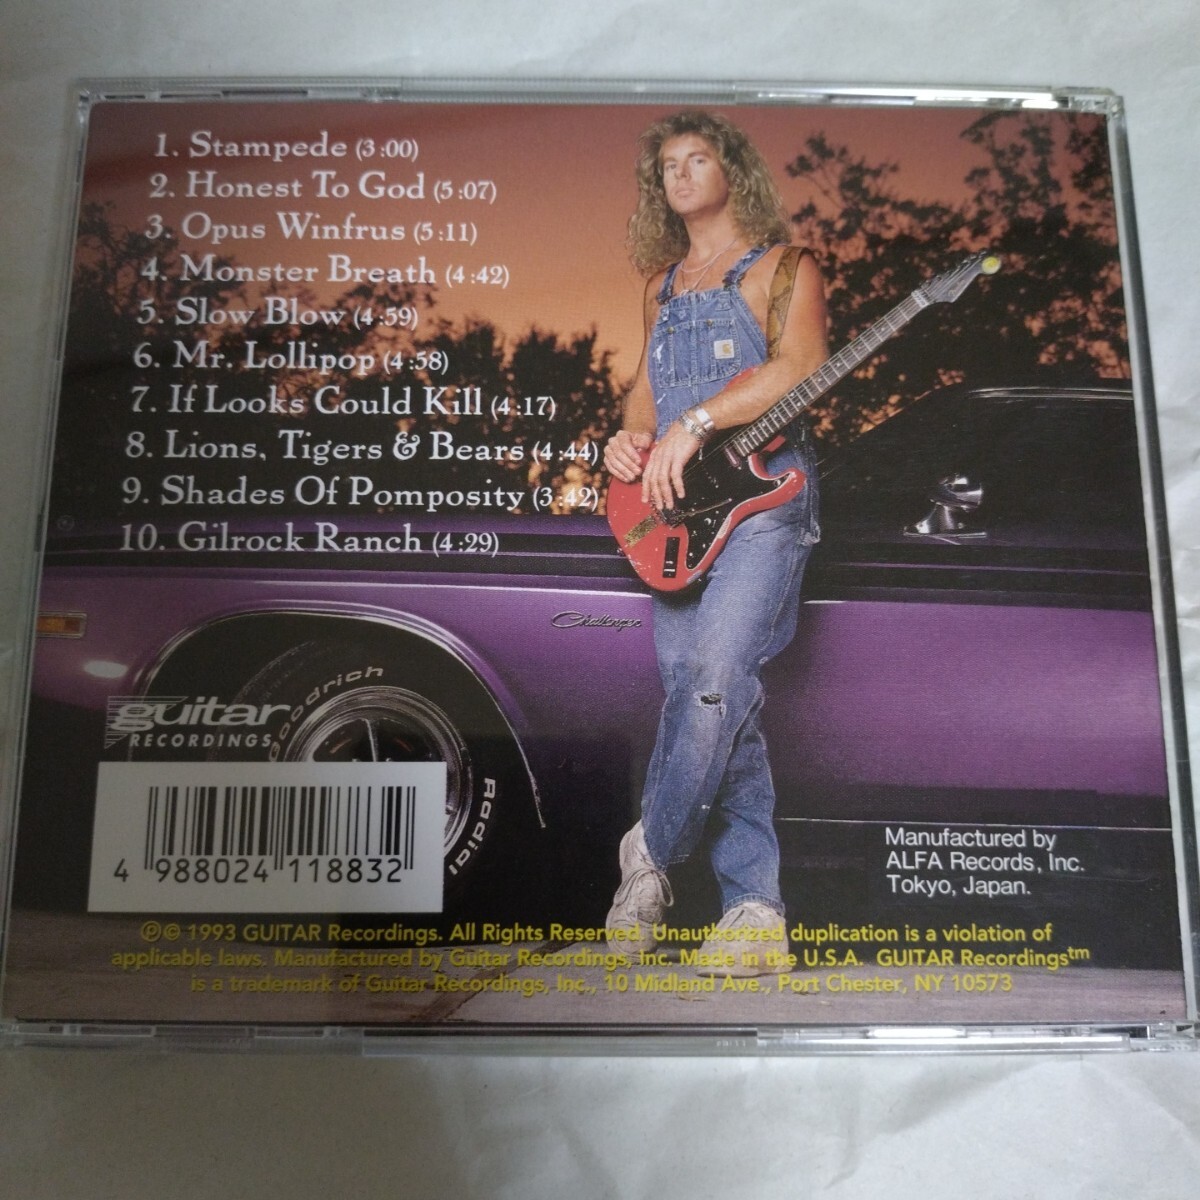 1. Stampede (3:00)
2. Honest To God (5:07)
3. Opus Winfrus (5:11)
4. Monster Breath (4:42)
5. Slow Blow (4:59)
6. Mr. Lollipop (4:58)
7. If Looks Could Kill (4:17)
8. Lions, Tigers & Bears (4:44)
9. Shades Of Pomposity (3:42)
10. Gilrock Ranch (4:29)
Challenger
Goodrich
Radial
guitar
RECORDINGS
4 988024 118832
Manufactured by
ALFA Records, Inc.
Tokyo, Japan.
℗© 1993 GUITAR Recordings. All Rights Reserved. Unauthorized duplication is a violation of
applicable laws. Manufactured by Guitar Recordings, Inc. Made in the U.S.A. GUITAR Recordings™
is a trademark of Guitar Recordings, Inc., 10 Midland Ave., Port Chester, NY 10573